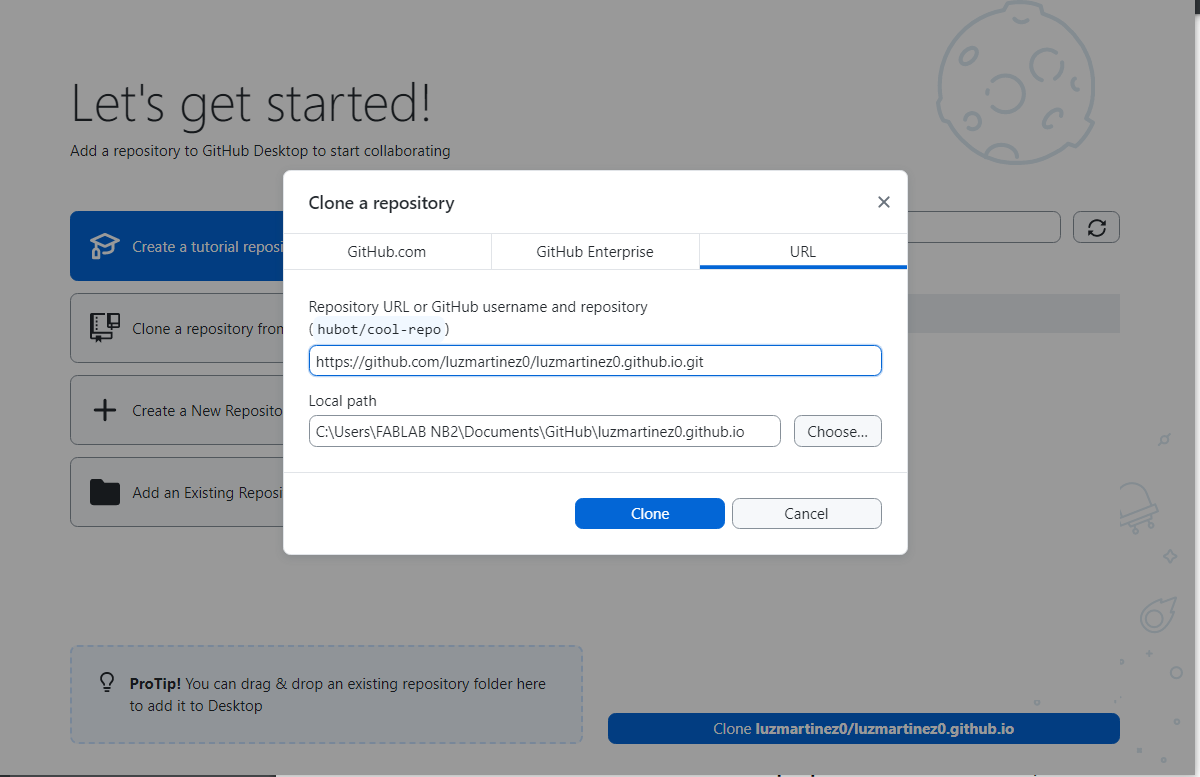 Let's get started!
Add a repository to GitHub Desktop to start collaborating
Clone a repository
GitHub.com
GitHub Enterprise
URL
Create a tutorial reposi
Repository URL or GitHub username and repository
(hubot/cool-repo)
Clone a repository from
https://github.com/luzmartinez0/luzmartinez0.github.io.git
Local path
Create a New Reposito
C:\Users\FABLAB NB2\Documents\GitHub\luzmartinez0.github.io
Choose...
Add an Existing Reposi
Clone
Cancel
ProTip! You can drag & drop an existing repository folder here
to add it to Desktop
Clone luzmartinez0/luzmartinez0.github.io